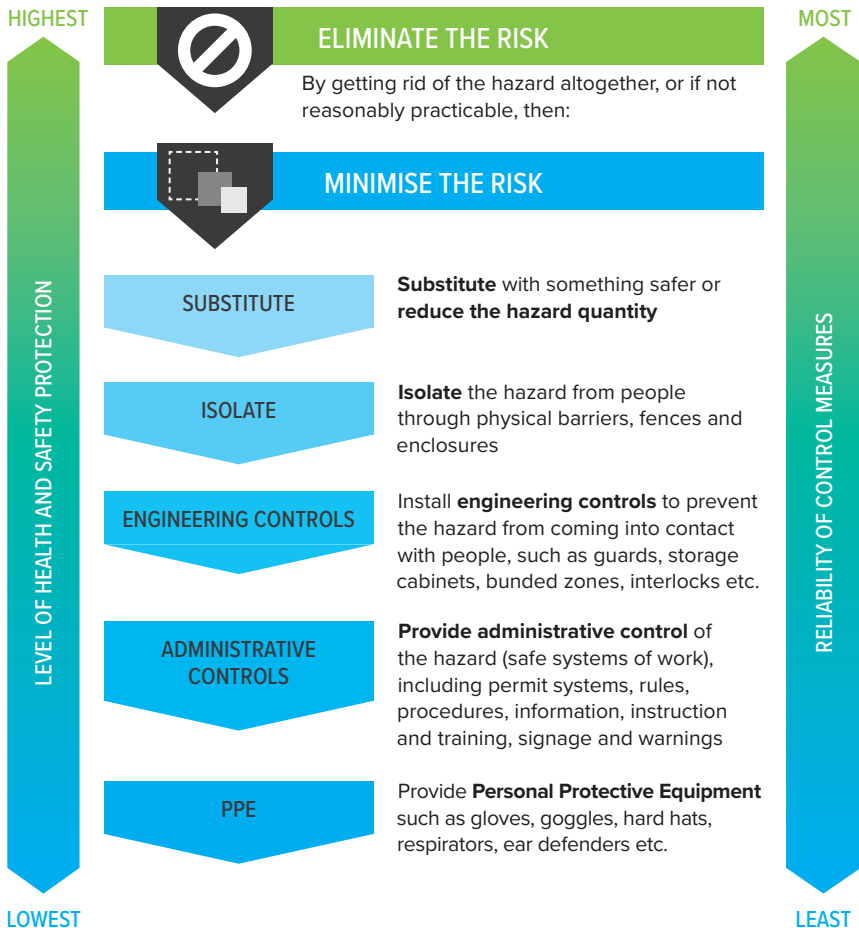 HIGHEST
MOST
ELIMINATE THE RISK
By getting rid of the hazard altogether, or if not
reasonably practicable, then:
MINIMISE THE RISK
LEVEL OF HEALTH AND SAFETY PROTECTION
RELIABILITY OF CONTROL MEASURES
SUBSTITUTE
Substitute with something safer or
reduce the hazard quantity
ISOLATE
Isolate the hazard from people
through physical barriers, fences and
enclosures
ENGINEERING CONTROLS
Install engineering controls to prevent
the hazard from coming into contact
with people, such as guards, storage
cabinets, bunded zones, interlocks etc.
ADMINISTRATIVE
CONTROLS
Provide administrative control of
the hazard (safe systems of work),
including permit systems, rules,
procedures, information, instruction
and training, signage and warnings
PPE
Provide Personal Protective Equipment
such as gloves, goggles, hard hats,
respirators, ear defenders etc.
LOWEST
LEAST